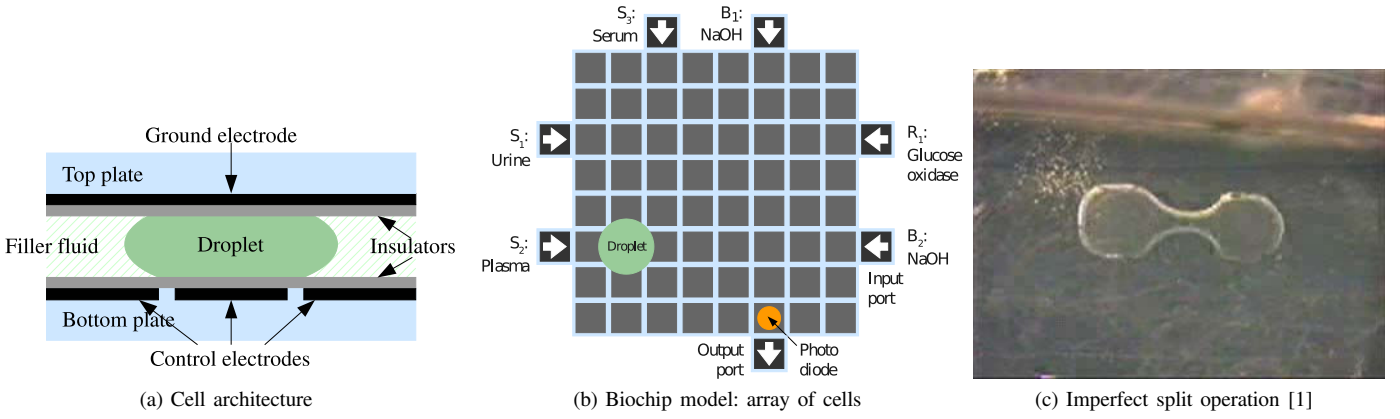 Ground electrode
Top plate
Filler fluid
Droplet
Insulators
Bottom plate
Control electrodes
(a) Cell architecture
S3:
Serum
B1:
NaOH
S1:
Urine
R1:
Glucose
oxidase
S2:
Plasma
Droplet
B2:
NaOH
Input
port
Output
port
Photo
diode
(b) Biochip model: array of cells
(c) Imperfect split operation [1]